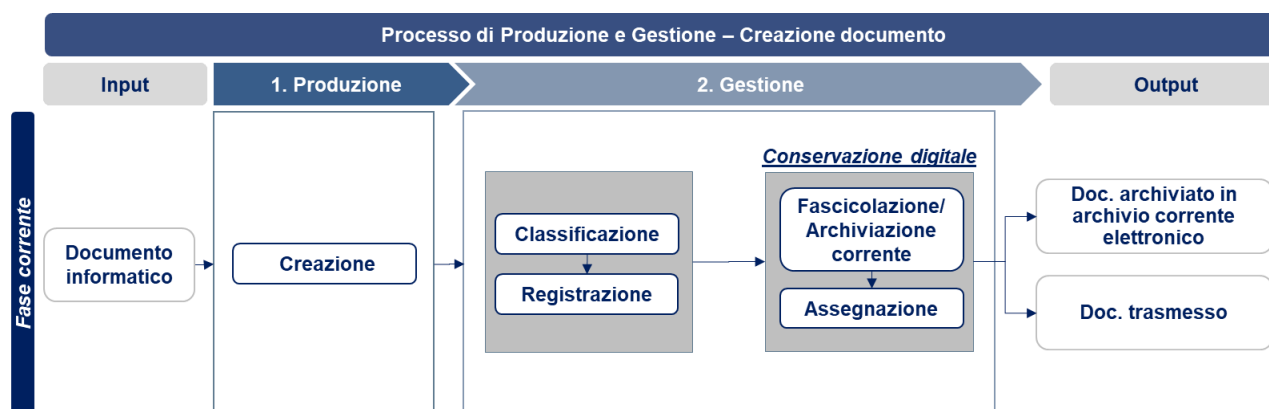 Processo di Produzione e Gestione – Creazione documento
Input
1. Produzione
2. Gestione
Output
Fase corrente
Documento
informatico
Creazione
Classificazione
Registrazione
Conservazione digitale
Fascicolazione/
Archiviazione
corrente
Assegnazione
Doc. archiviato in
archivio corrente
elettronico
Doc. trasmesso